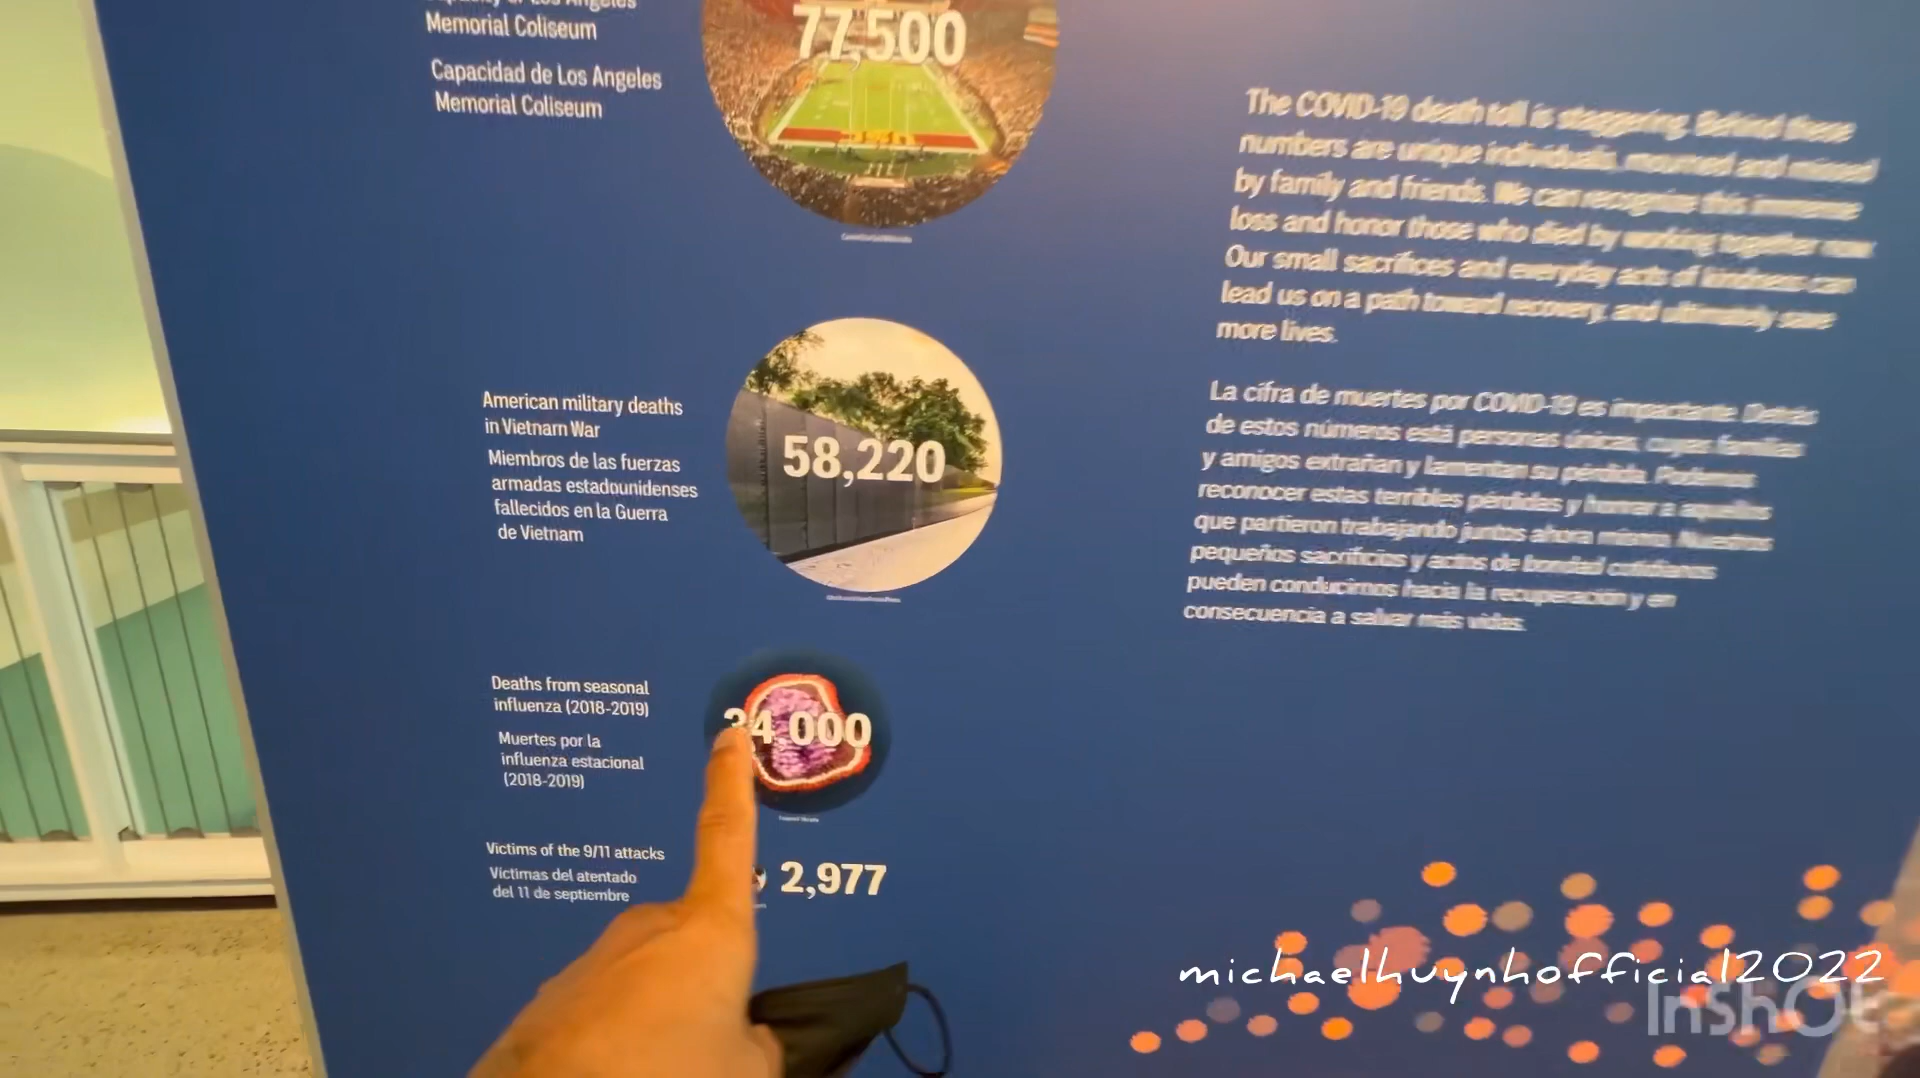 Memorial Coliseum
Capacidad de Los Angeles
Memorial Coliseum
77,500
American military deaths
in Vietnam War
Miembros de las fuerzas
armadas estadounidenses
fallecidos en la Guerra
de Vietnam
58,220
Deaths from seasonal
influenza (2018-2019)
Muertes por la
influenza estacional
(2018-2019)
34,000
Victims of the 9/11 attacks
Víctimas del atentado
del 11 de septiembre
2,977
The COVID-19 death toll is staggering. Behind these
numbers are unique individuals, mourned and missed
by family and friends. We can recognize this immense
loss and honor those who died by working together now.
Our small sacrifices and everyday acts of kindness can
lead us on a path toward recovery, and ultimately save
more lives.
La cifra de muertes por COVID-19 es impactante. Detrás
de estos números está personas únicas, cuyas familias
y amigos extrañan y lamentan su pérdida. Podemos
reconocer estas terribles pérdidas y honrar a aquellos
que partieron trabajando juntos ahora mismo. Nuestros
pequeños sacrificios y actos de bondad cotidianos
pueden conducirnos hacia la recuperación y en
consecuencia a salvar más vidas.
michaelhuynhofficial2022
InShOt